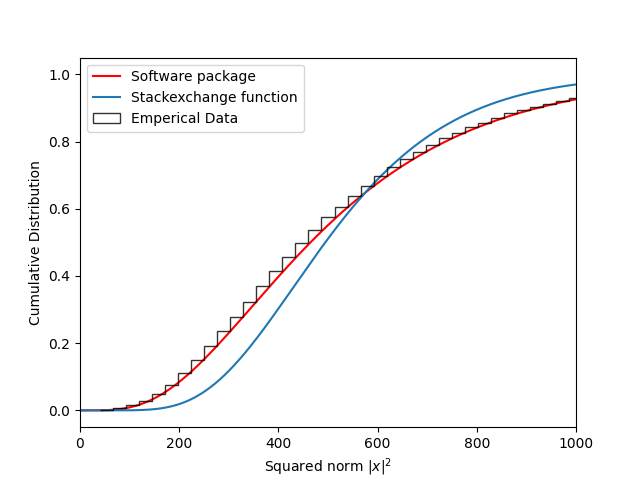 Software package
Stackexchange function
Emperical Data
1.0
0.8
0.6
0.4
0.2
0.0
Cumulative Distribution
0 200 400 600 800 1000
Squared norm |x|²